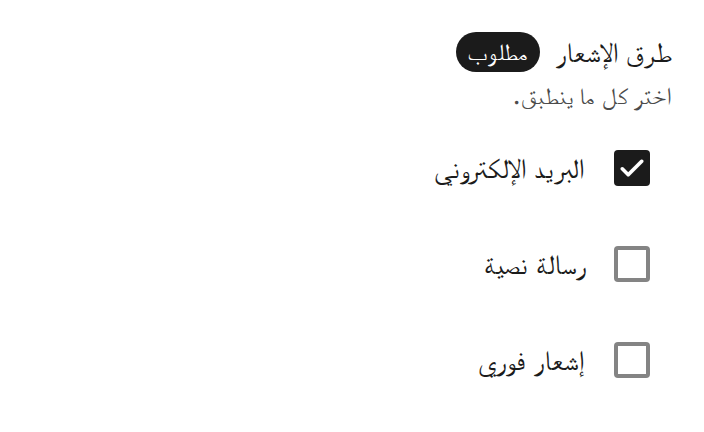 طرق الإشعار مطلوب
اختر كل ما ينطبق.
البريد الإلكتروني
رسالة نصية
إشعار فوري